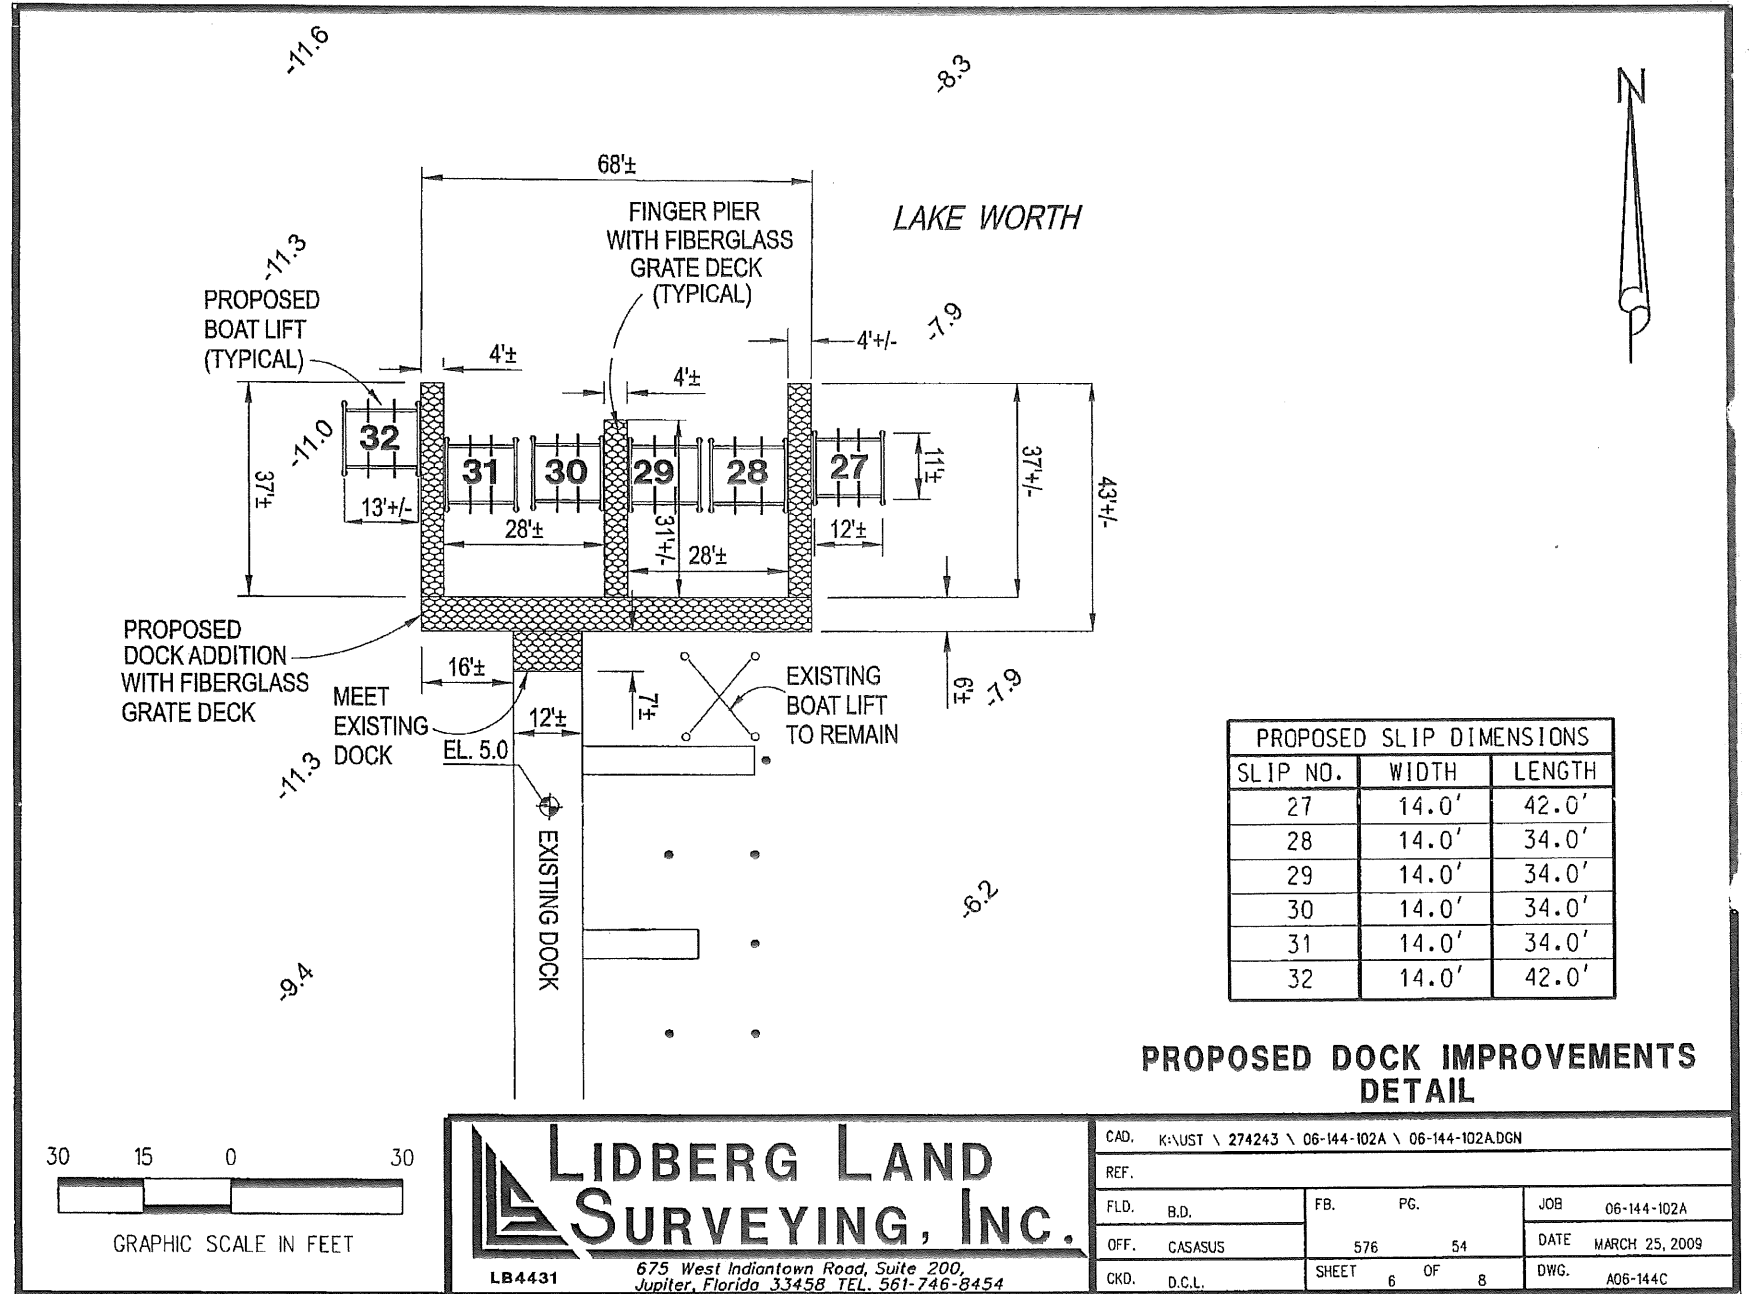 -11.6
-8.3
N
68'±
LAKE WORTH
FINGER PIER
WITH FIBERGLASS
GRATE DECK
(TYPICAL)
-11.3
PROPOSED
BOAT LIFT
(TYPICAL)
-7.9
4'+/-
4'±
4'±
-11.0
32
31
30
29
28
27
11'±
37'±
37'+/-
43'+/-
13'+/-
28'±
31'+/-
28'±
12'±
PROPOSED
DOCK ADDITION
WITH FIBERGLASS
GRATE DECK
16'±
MEET
EXISTING
DOCK
12'±
7'±
EXISTING
BOAT LIFT
TO REMAIN
6'±
-7.9
EL. 5.0
-11.3
EXISTING DOCK
-6.2
-9.4
PROPOSED SLIP DIMENSIONS
SLIP NO. WIDTH LENGTH
27 14.0' 42.0'
28 14.0' 34.0'
29 14.0' 34.0'
30 14.0' 34.0'
31 14.0' 34.0'
32 14.0' 42.0'
PROPOSED DOCK IMPROVEMENTS
DETAIL
30 15 0 30
GRAPHIC SCALE IN FEET
LIDBERG LAND
SURVEYING, INC.
LB4431
675 West Indiantown Road, Suite 200,
Jupiter, Florida 33458 TEL. 561-746-8454
CAD. K:\UST \ 274243 \ 06-144-102A \ 06-144-102A.DGN
REF.
FLD. B.D.
FB. PG.
576 54
JOB 06-144-102A
OFF. CASASUS
DATE MARCH 25, 2009
CKD. D.C.L.
SHEET 6 OF 8
DWG. A06-144C